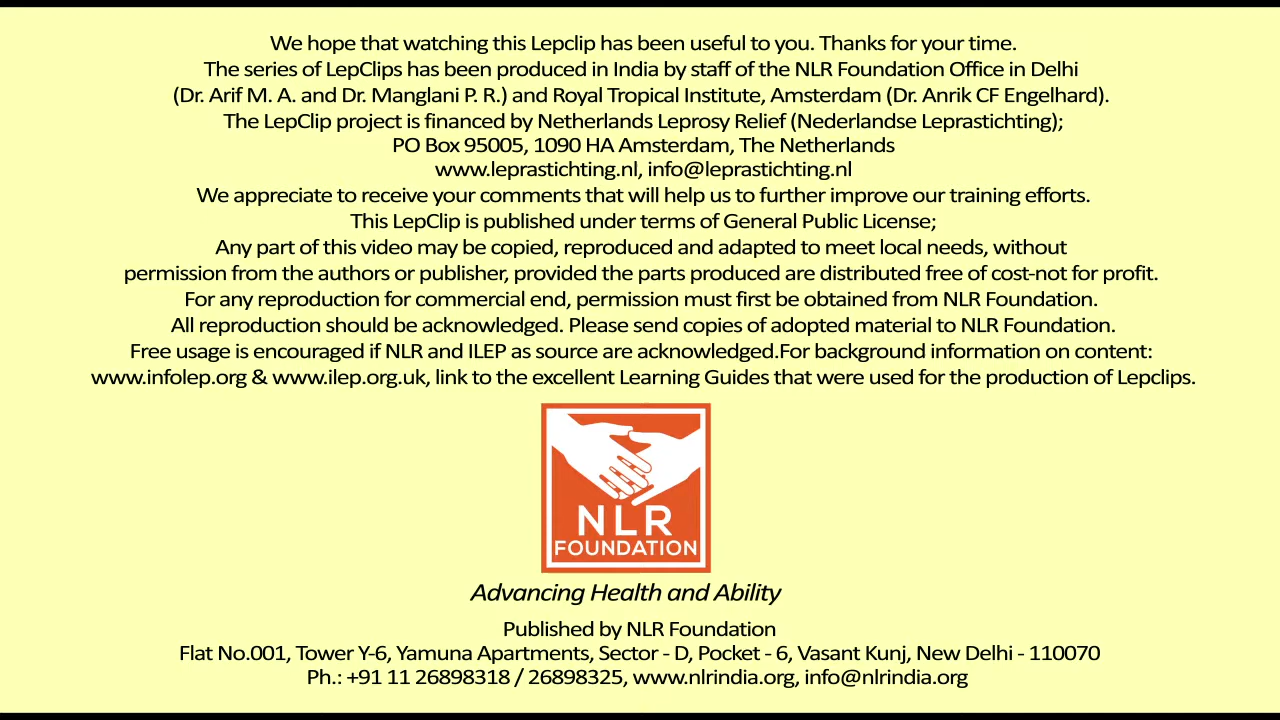 We hope that watching this Lepclip has been useful to you. Thanks for your time.
The series of LepClips has been produced in India by staff of the NLR Foundation Office in Delhi
(Dr. Arif M. A. and Dr. Manglani P. R.) and Royal Tropical Institute, Amsterdam (Dr. Anrik CF Engelhard).
The LepClip project is financed by Netherlands Leprosy Relief (Nederlandse Leprastichting);
PO Box 95005, 1090 HA Amsterdam, The Netherlands
www.leprastichting.nl, info@leprastichting.nl
We appreciate to receive your comments that will help us to further improve our training efforts.
This LepClip is published under terms of General Public License;
Any part of this video may be copied, reproduced and adapted to meet local needs, without
permission from the authors or publisher, provided the parts produced are distributed free of cost-not for profit.
For any reproduction for commercial end, permission must first be obtained from NLR Foundation.
All reproduction should be acknowledged. Please send copies of adopted material to NLR Foundation.
Free usage is encouraged if NLR and ILEP as source are acknowledged.For background information on content:
www.infolep.org & www.ilep.org.uk, link to the excellent Learning Guides that were used for the production of Lepclips.
NLR
FOUNDATION
Advancing Health and Ability
Published by NLR Foundation
Flat No.001, Tower Y-6, Yamuna Apartments, Sector - D, Pocket - 6, Vasant Kunj, New Delhi - 110070
Ph.: +91 11 26898318 / 26898325, www.nlrindia.org, info@nlrindia.org